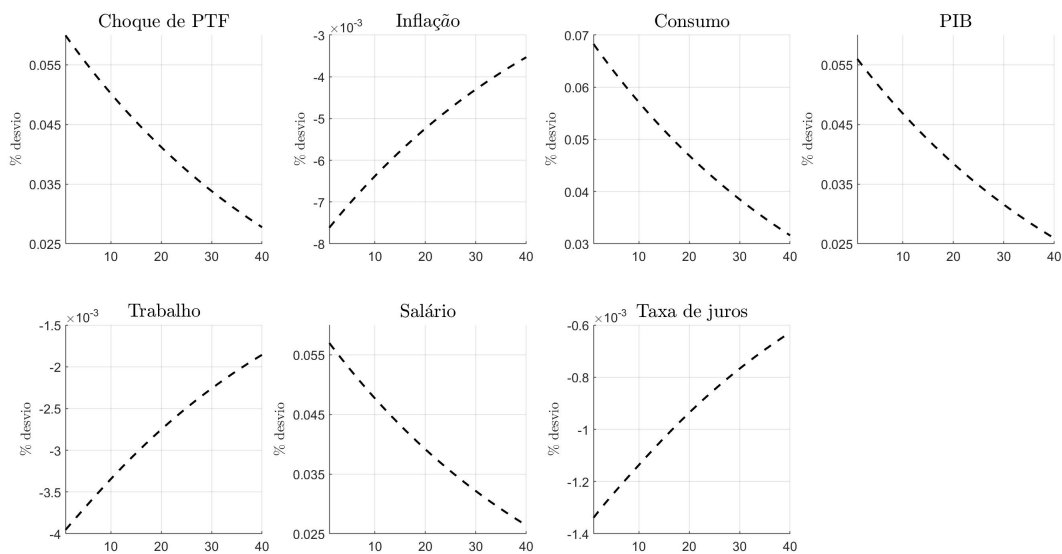 Choque de PTF
% desvio
0.055
0.045
0.035
0.025
10 20 30 40
Inflação
×10⁻³
% desvio
-3
-4
-5
-6
-7
-8
10 20 30 40
Consumo
% desvio
0.07
0.06
0.05
0.04
0.03
10 20 30 40
PIB
% desvio
0.055
0.045
0.035
0.025
10 20 30 40
Trabalho
×10⁻³
% desvio
-1.5
-2
-2.5
-3
-3.5
-4
10 20 30 40
Salário
% desvio
0.055
0.045
0.035
0.025
10 20 30 40
Taxa de juros
×10⁻³
% desvio
-0.6
-0.8
-1
-1.2
-1.4
10 20 30 40